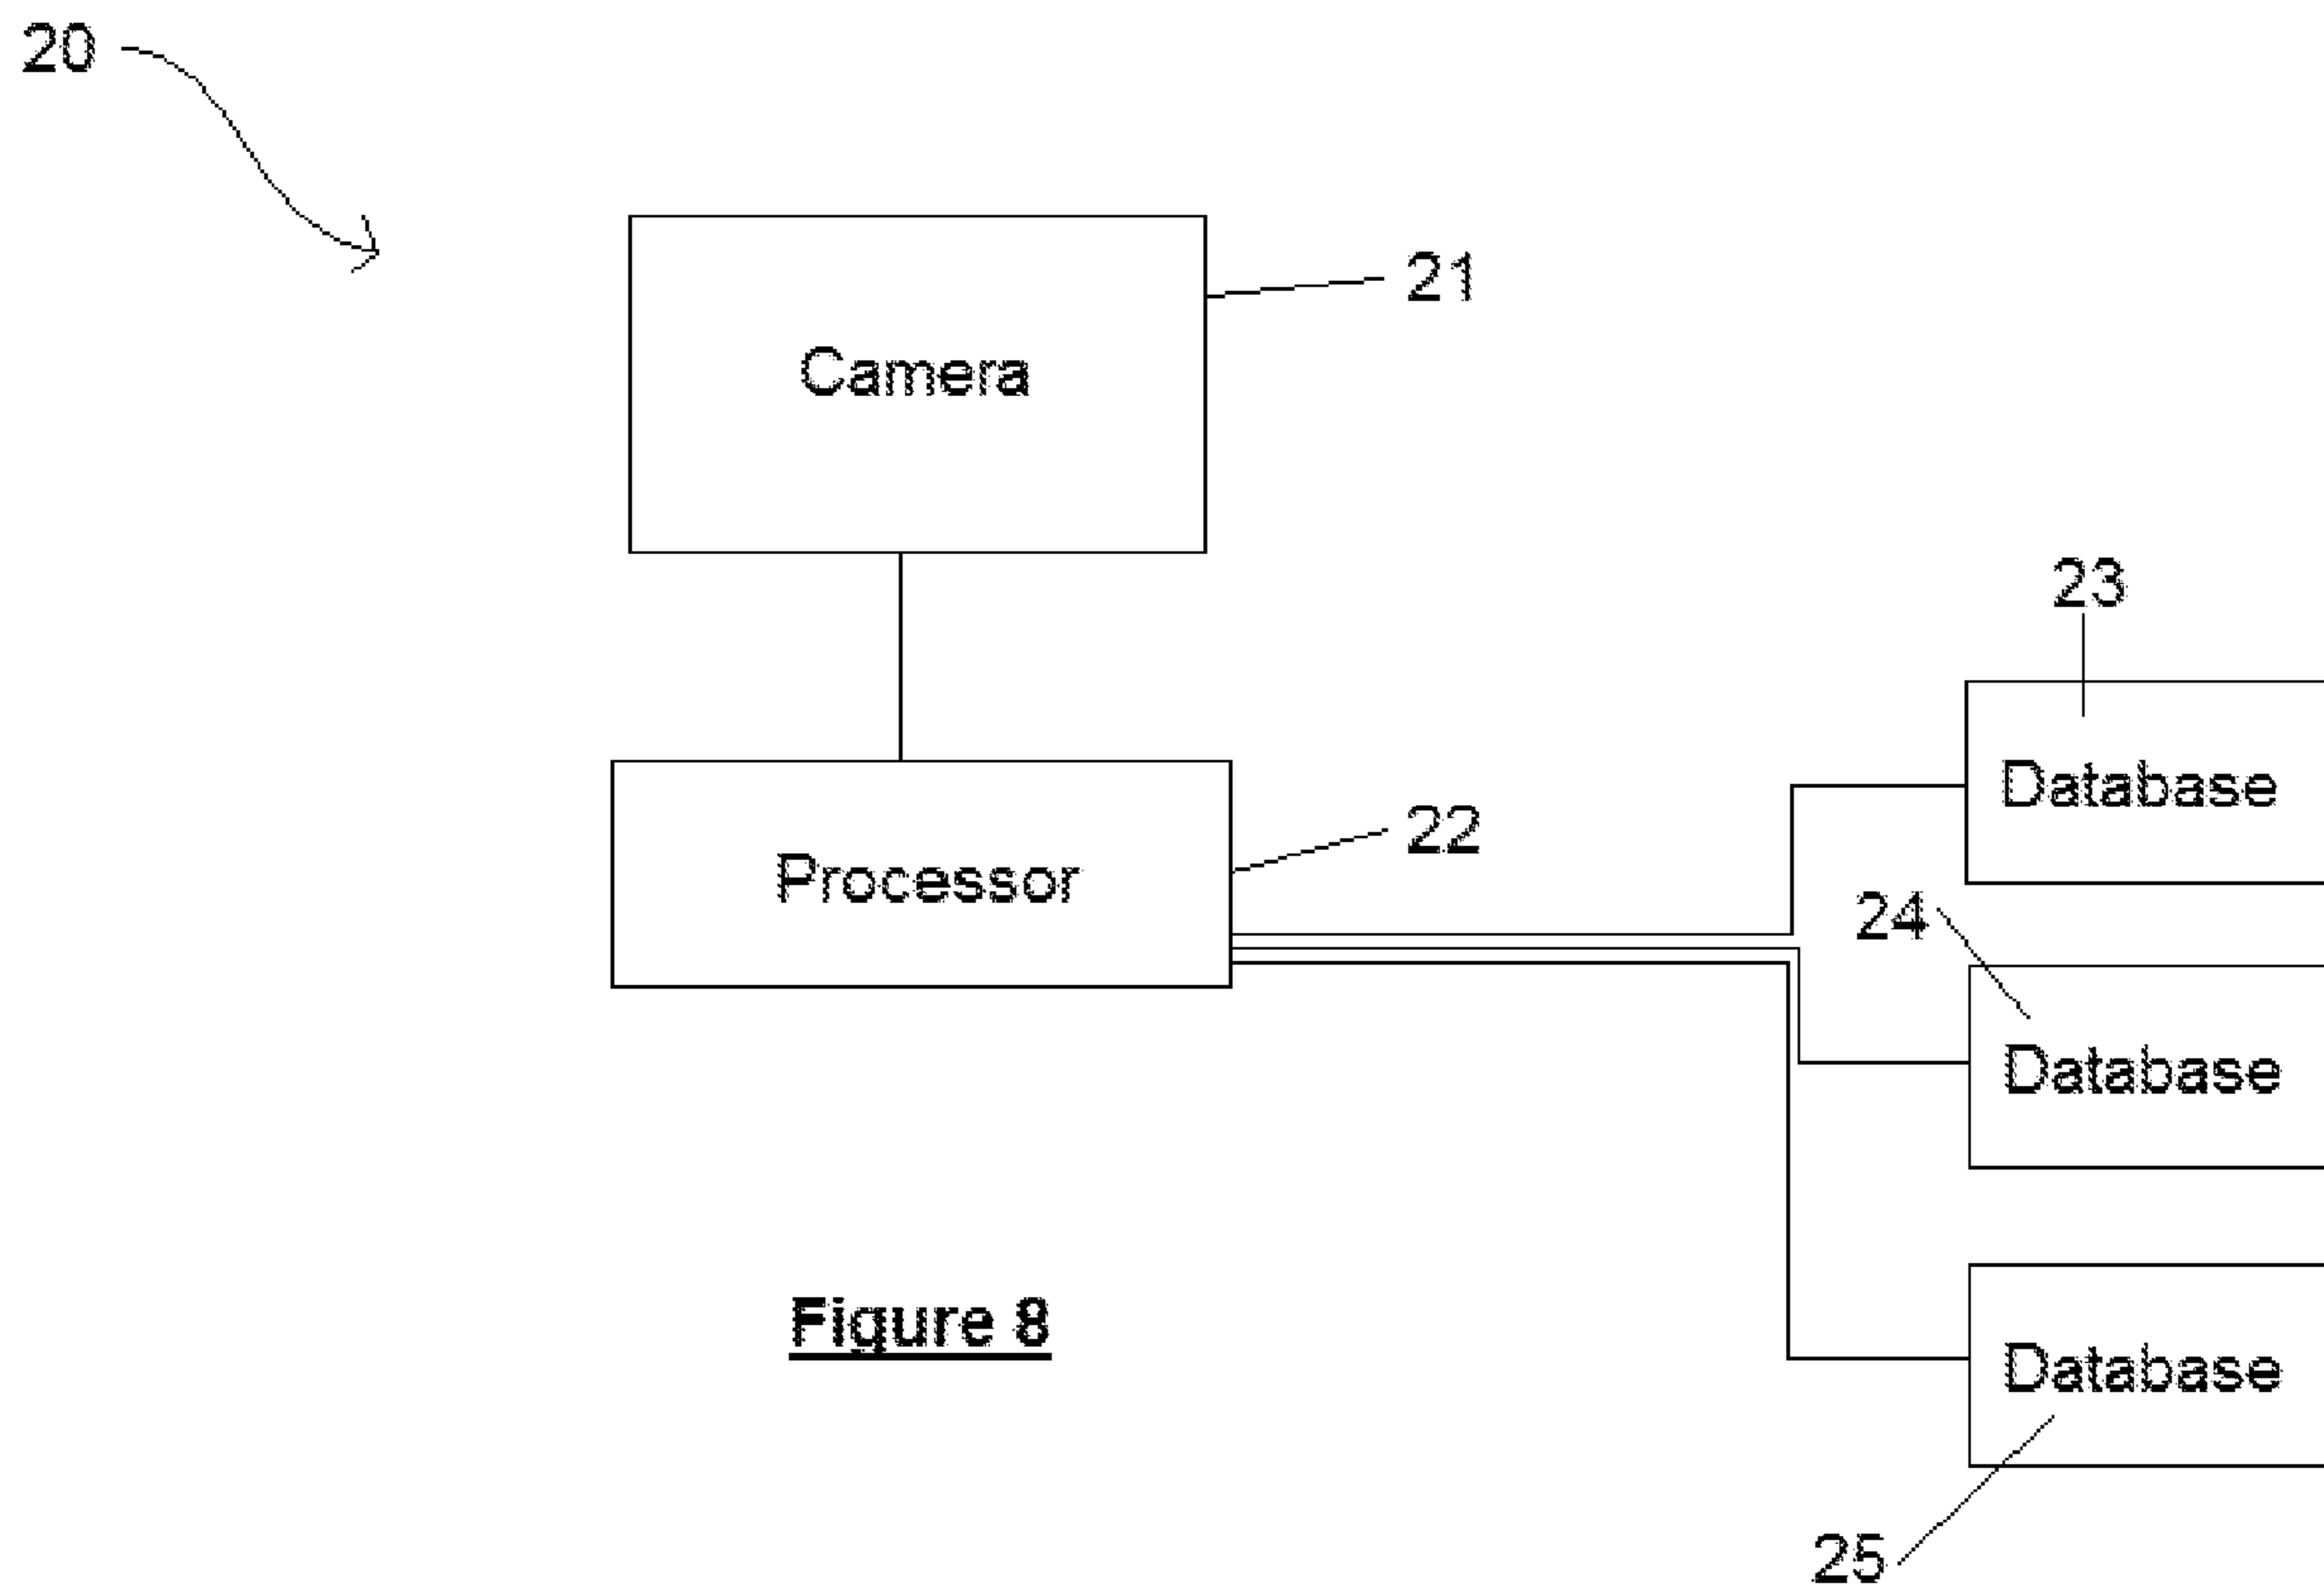 20
21
Camera
23
Database
22
Processor
24
Database
Figure 8
Database
25